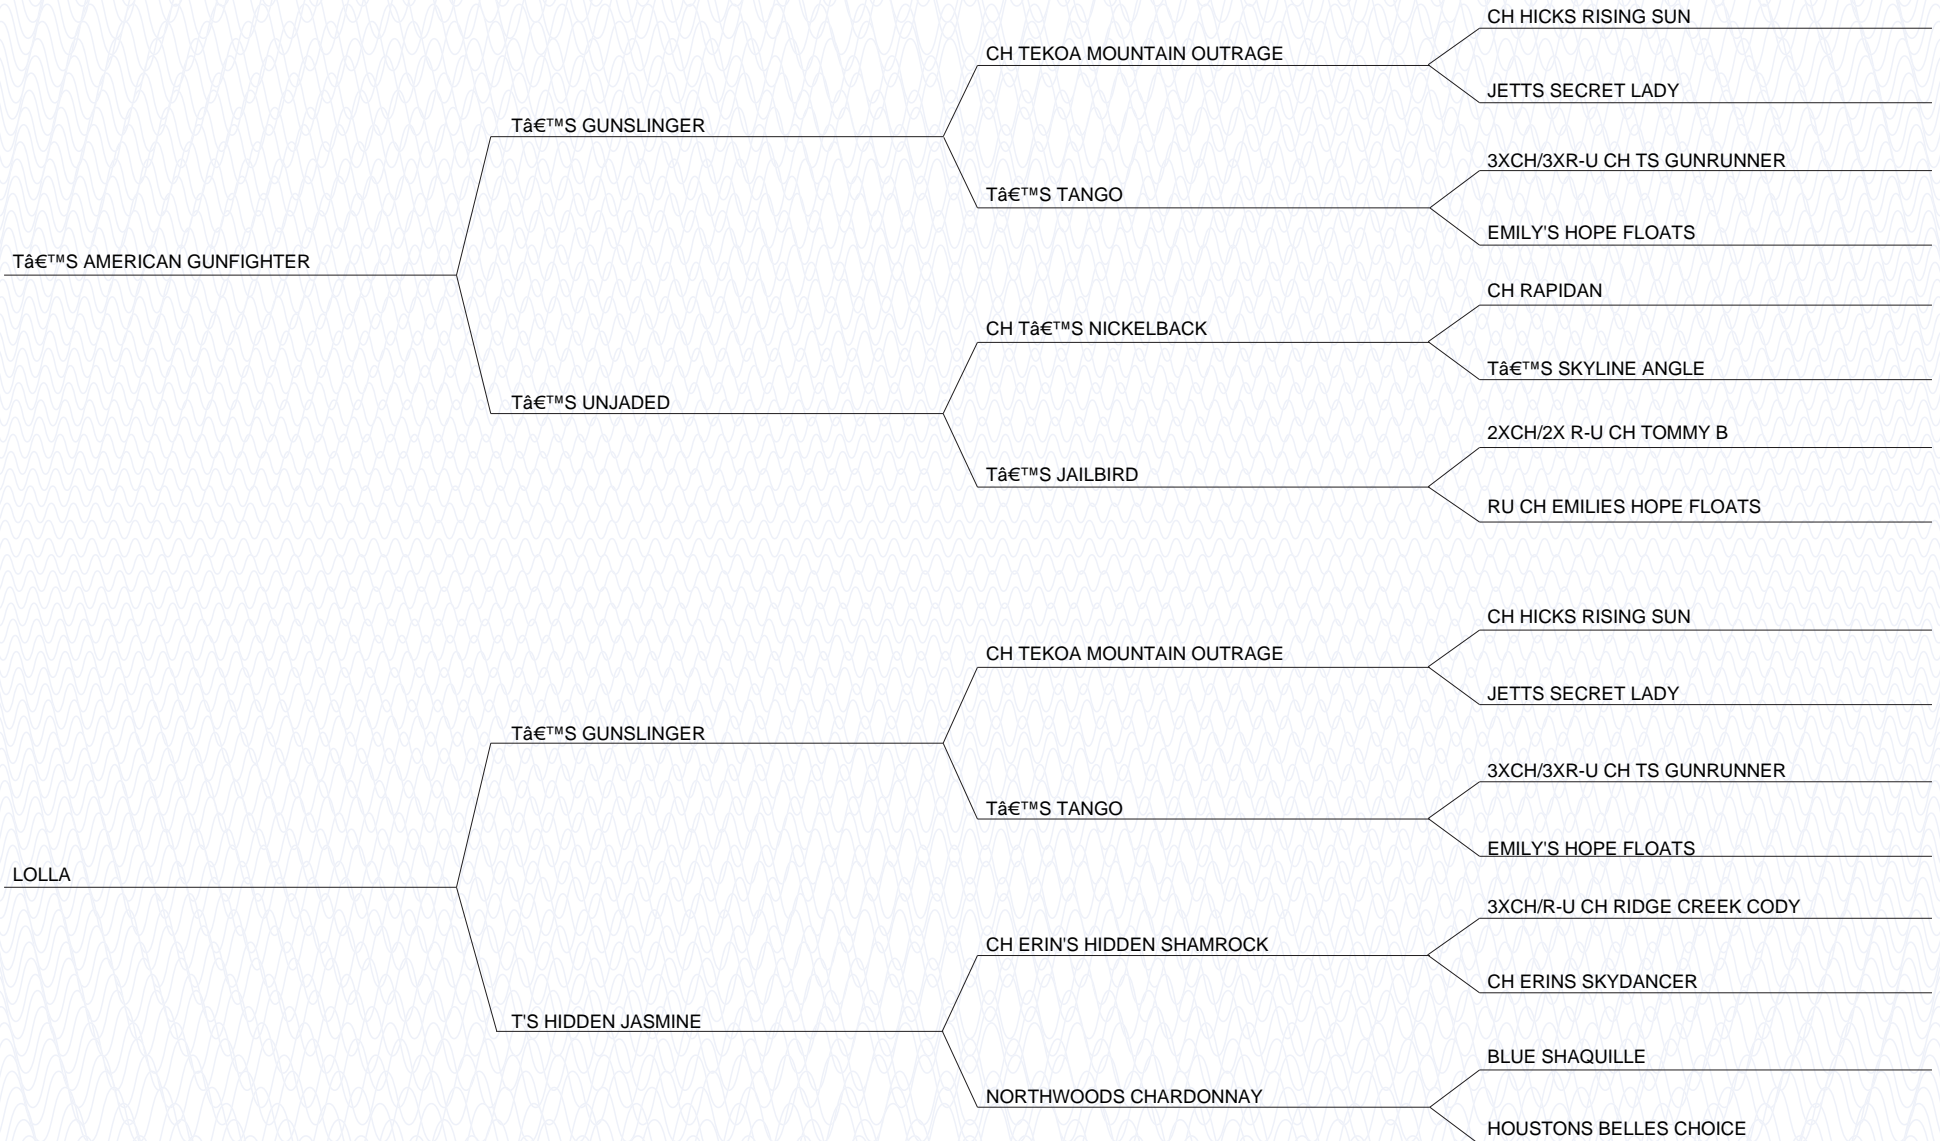 CH HICKS RISING SUN
CH TEKOA MOUNTAIN OUTRAGE
JETTS SECRET LADY
Tâ€™S GUNSLINGER
3XCH/3XR-U CH TS GUNRUNNER
Tâ€™S TANGO
EMILY'S HOPE FLOATS
Tâ€™S AMERICAN GUNFIGHTER
CH RAPIDAN
CH Tâ€™S NICKELBACK
Tâ€™S SKYLINE ANGLE
Tâ€™S UNJADED
2XCH/2X R-U CH TOMMY B
Tâ€™S JAILBIRD
RU CH EMILIES HOPE FLOATS
CH HICKS RISING SUN
CH TEKOA MOUNTAIN OUTRAGE
JETTS SECRET LADY
Tâ€™S GUNSLINGER
3XCH/3XR-U CH TS GUNRUNNER
Tâ€™S TANGO
EMILY'S HOPE FLOATS
LOLLA
3XCH/R-U CH RIDGE CREEK CODY
CH ERIN'S HIDDEN SHAMROCK
CH ERINS SKYDANCER
T'S HIDDEN JASMINE
BLUE SHAQUILLE
NORTHWOODS CHARDONNAY
HOUSTONS BELLES CHOICE